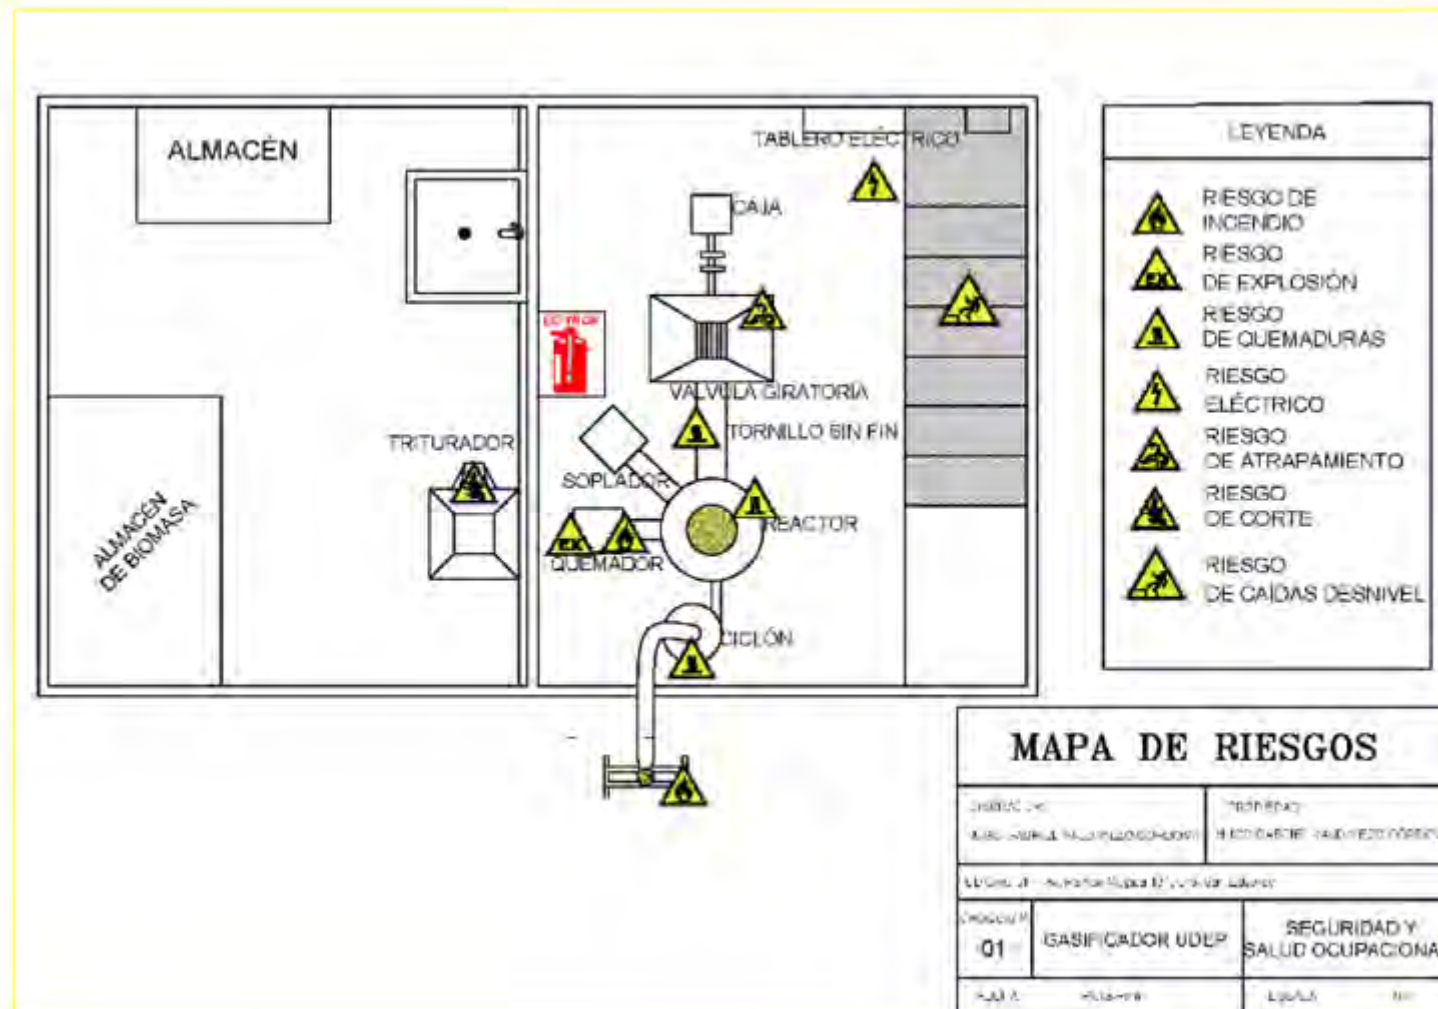 ALMACÉN
TABLERO ELÉCTRICO
CAJA
VALVULA GIRATORIA
TORNILLO SIN FIN
TRITURADOR
SOPLADOR
REACTOR
EX
QUEMADOR
ALMACÉN
DE BIOMASA
CICLÓN
LEYENDA
RIESGO DE
INCENDIO
EX
RIESGO
DE EXPLOSIÓN
RIESGO
DE QUEMADURAS
RIESGO
ELÉCTRICO
RIESGO
DE ATRAPAMIENTO
RIESGO
DE CORTE
RIESGO
DE CAÍDAS DESNIVEL
MAPA DE RIESGOS
01
GASIFICADOR UDEP
SEGURIDAD Y
SALUD OCUPACIONA